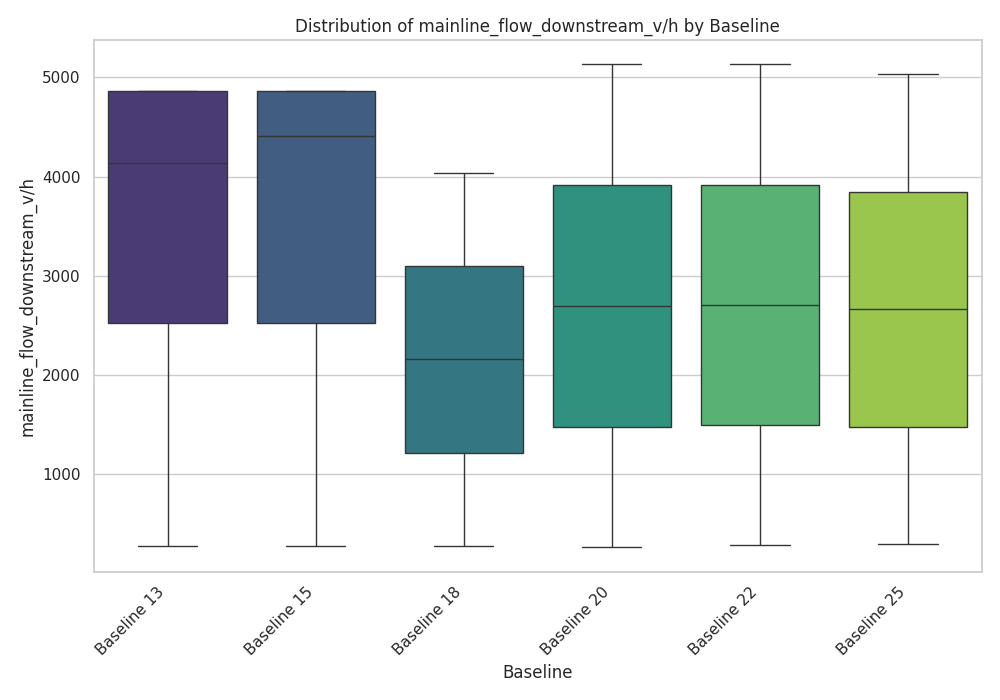 Distribution of mainline_flow_downstream_v/h by Baseline
mainline_flow_downstream_v/h
5000
4000
3000
2000
1000
Baseline 13
Baseline 15
Baseline 18
Baseline 20
Baseline 22
Baseline 25
Baseline